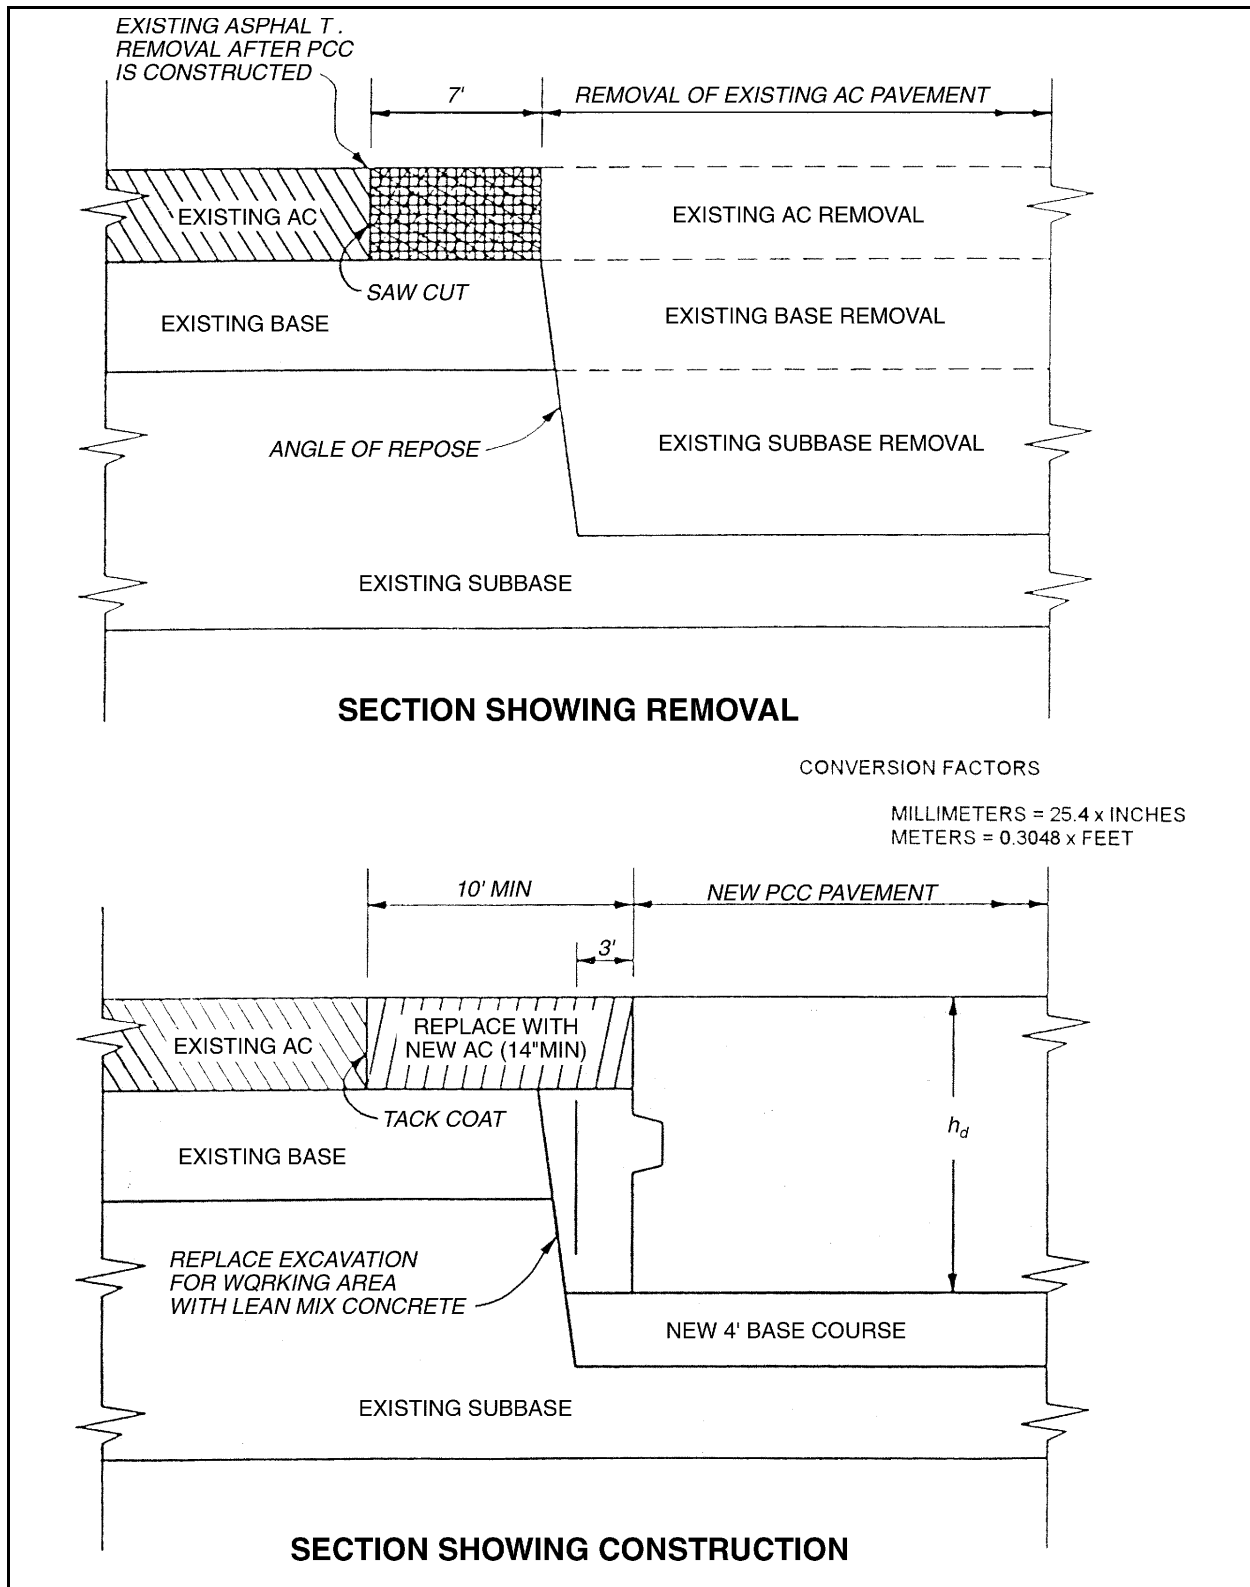 EXISTING ASPHAL T .
REMOVAL AFTER PCC
IS CONSTRUCTED
7'
REMOVAL OF EXISTING AC PAVEMENT
EXISTING AC
EXISTING AC REMOVAL
SAW CUT
EXISTING BASE
EXISTING BASE REMOVAL
ANGLE OF REPOSE
EXISTING SUBBASE REMOVAL
EXISTING SUBBASE
SECTION SHOWING REMOVAL
CONVERSION FACTORS
MILLIMETERS = 25.4 x INCHES
METERS = 0.3048 x FEET
10' MIN
NEW PCC PAVEMENT
3'
EXISTING AC
REPLACE WITH
NEW AC (14"MIN)
TACK COAT
hd
EXISTING BASE
REPLACE EXCAVATION
FOR WQRKING AREA
WITH LEAN MIX CONCRETE
NEW 4' BASE COURSE
EXISTING SUBBASE
SECTION SHOWING CONSTRUCTION